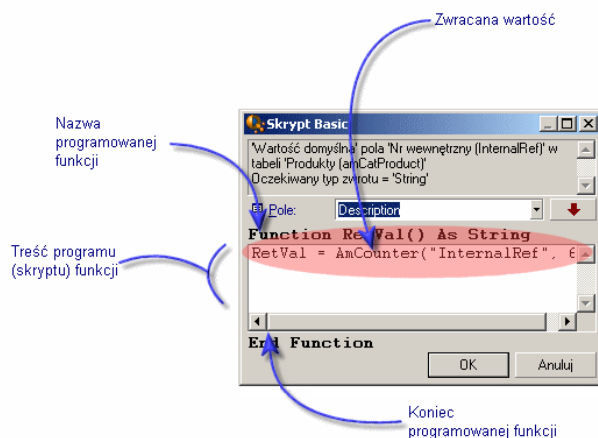 Zwracana wartość
Nazwa
programowanej
funkcji
Skrypt Basic
'Wartość domyślna' pola 'Nr wewnętrzny (InternalRef)' w
tabeli 'Produkty (amCatProduct)'
Oczekiwany typ zwrotu = 'String'
Pole:
Description
Function RetVal() As String
Treść programu
(skryptu) funkcji
RetVal = AmCounter("InternalRef", 6
End Function
OK
Anuluj
Koniec
programowanej funkcji